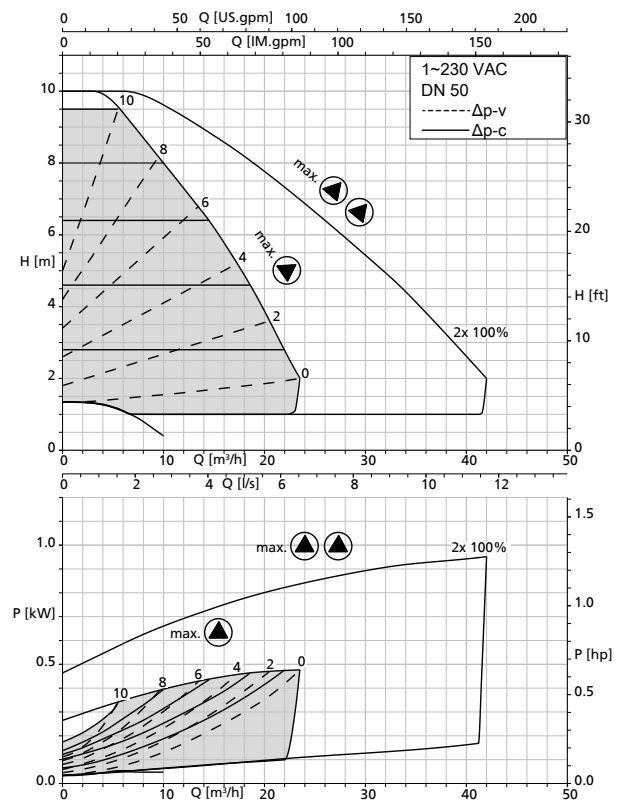 0 50 100 150 200
Q [US.gpm]
0 50 100 150
Q [IM.gpm]
1~230 VAC
DN 50
Δp-v
Δp-c
10
8
6
4
2
0
H [m]
30
20
10
0
H [ft]
10
8
6
4
2
0
max.
max.
2x 100%
0 10 20 30 40 50
Q [m³/h]
0 2 4 6 8 10 12
Q [l/s]
1.0
0.5
0.0
P [kW]
1.5
1.0
0.5
0.0
P [hp]
max.
2x 100%
max.
10
8
6
4
2
0
0 10 20 30 40 50
Q [m³/h]